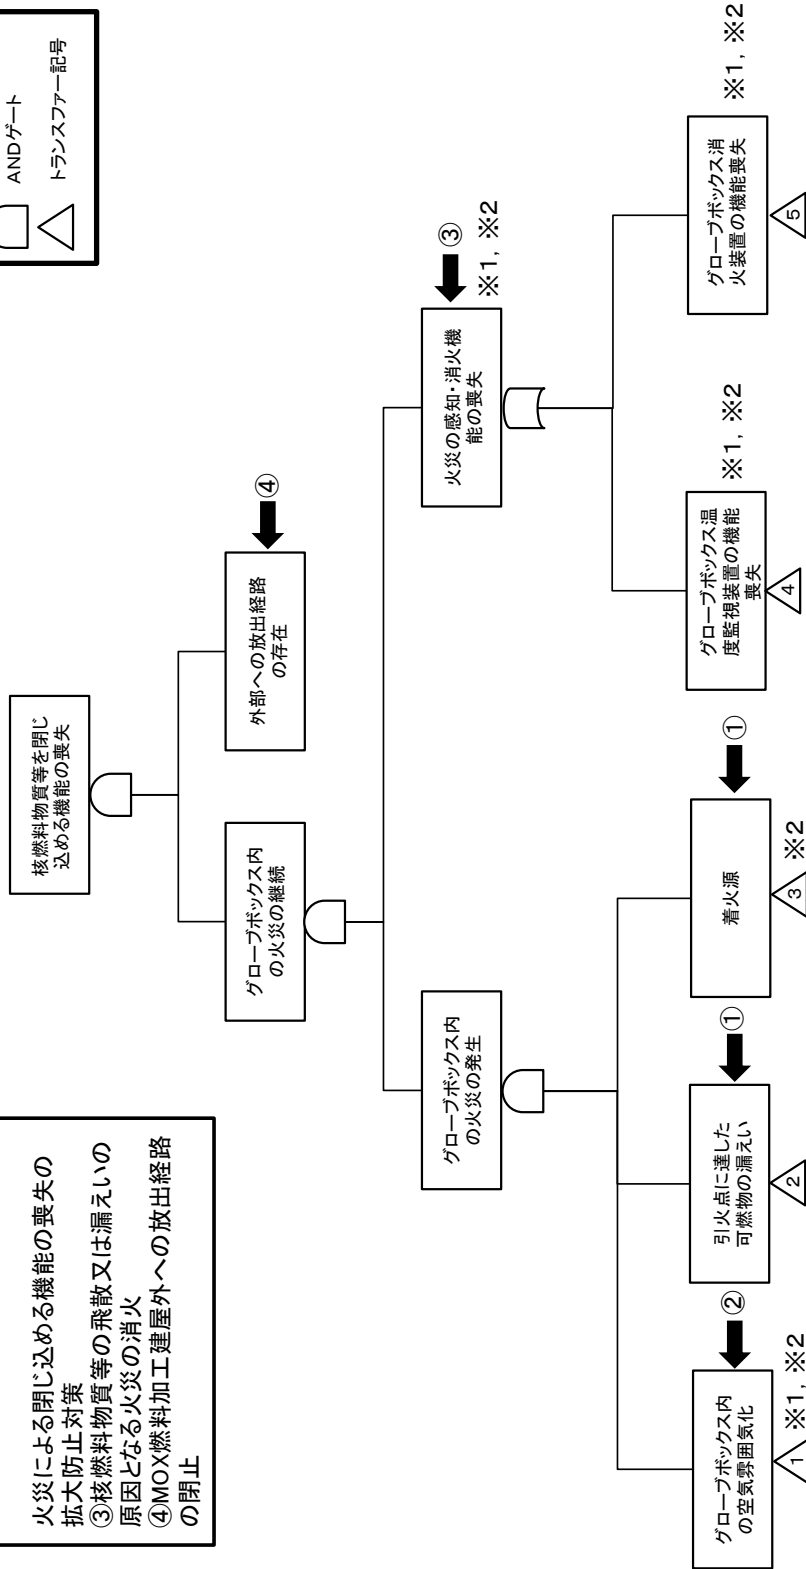 ANDゲート
トランスファー記号
火災による閉じ込める機能の喪失の
拡大防止対策
③核燃料物質等の飛散又は漏えいの
原因となる火災の消火
④MOX燃料加工建屋外への放出経路
の閉止
核燃料物質等を閉じ
込める機能の喪失
グローブボックス内
の火災の継続
外部への放出経路
の存在
④
グローブボックス内
の火災の発生
火災の感知・消火機
能の喪失
③
※1, ※2
グローブボックス内
の空気雰囲気化
②
1
※1, ※2
引火点に達した
可燃物の漏えい
①
2
着火源
①
3
※2
グローブボックス温
度監視装置の機能
喪失
4
※1, ※2
グローブボックス消
火装置の機能喪失
5
※1, ※2